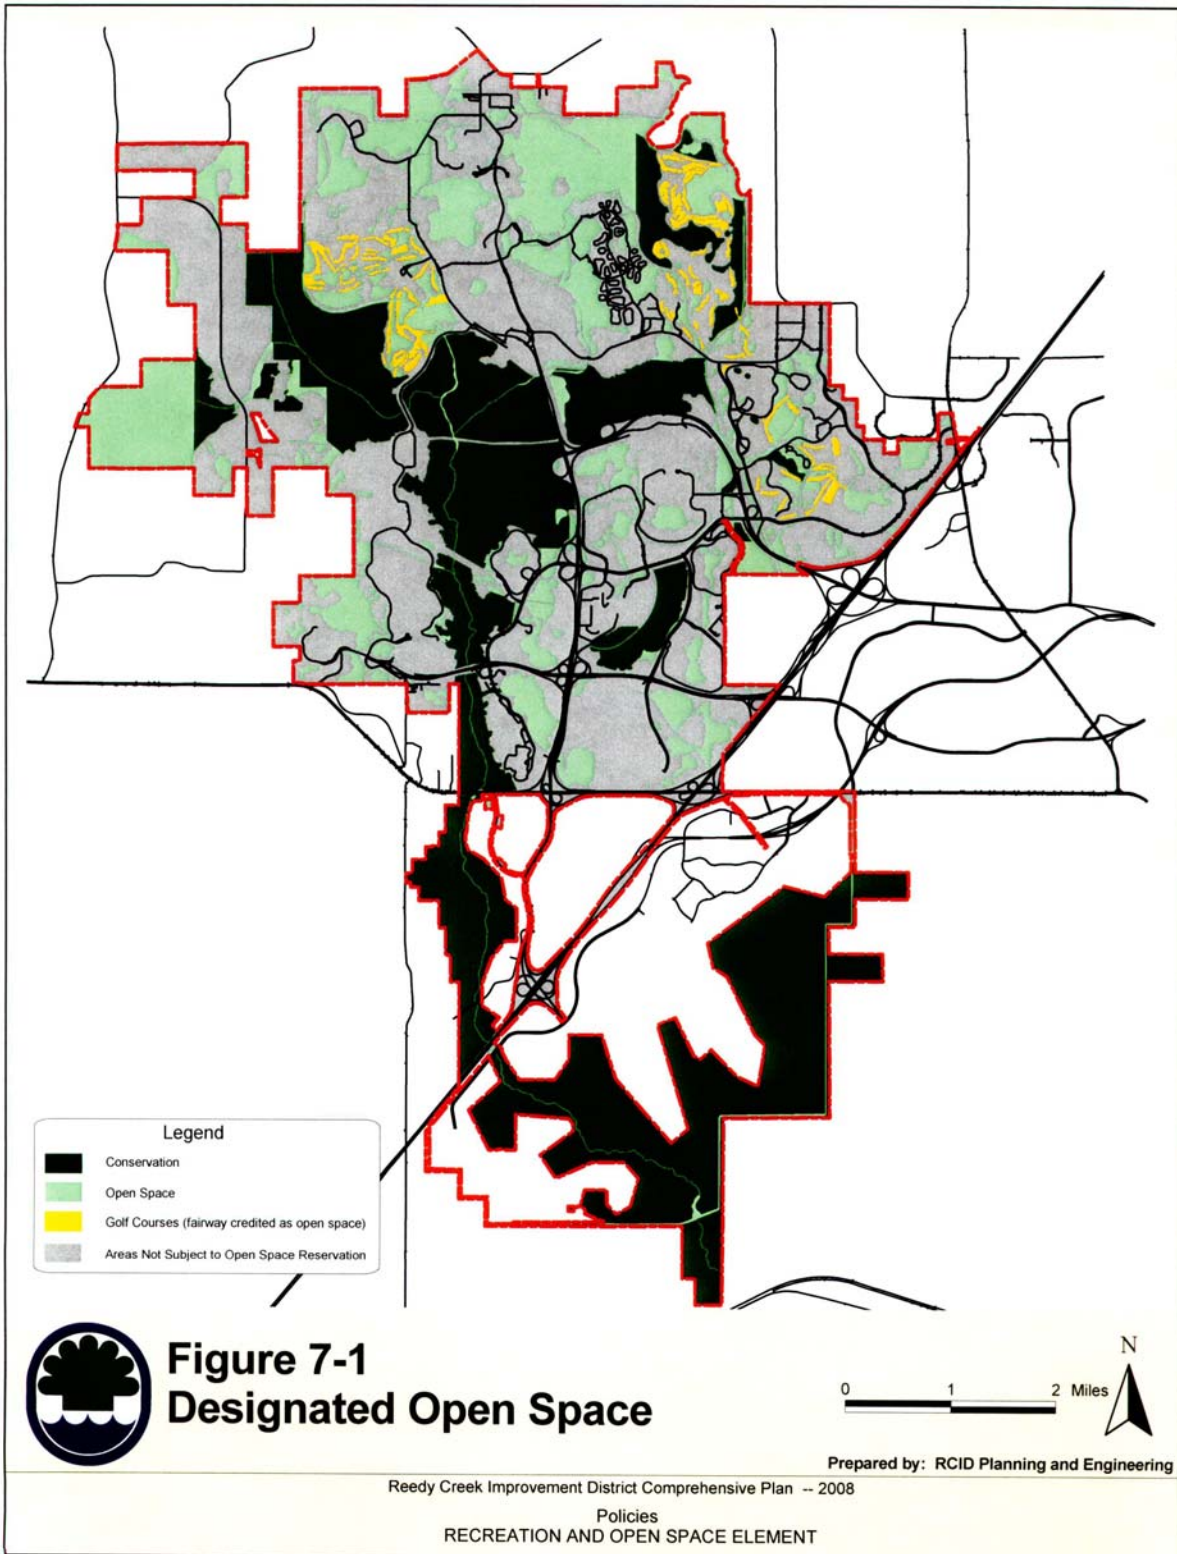 Legend
Conservation
Open Space
Golf Courses (fairway credited as open space)
Areas Not Subject to Open Space Reservation
Figure 7-1
Designated Open Space
N
0 1 2 Miles
Prepared by: RCID Planning and Engineering
Reedy Creek Improvement District Comprehensive Plan -- 2008
Policies
RECREATION AND OPEN SPACE ELEMENT